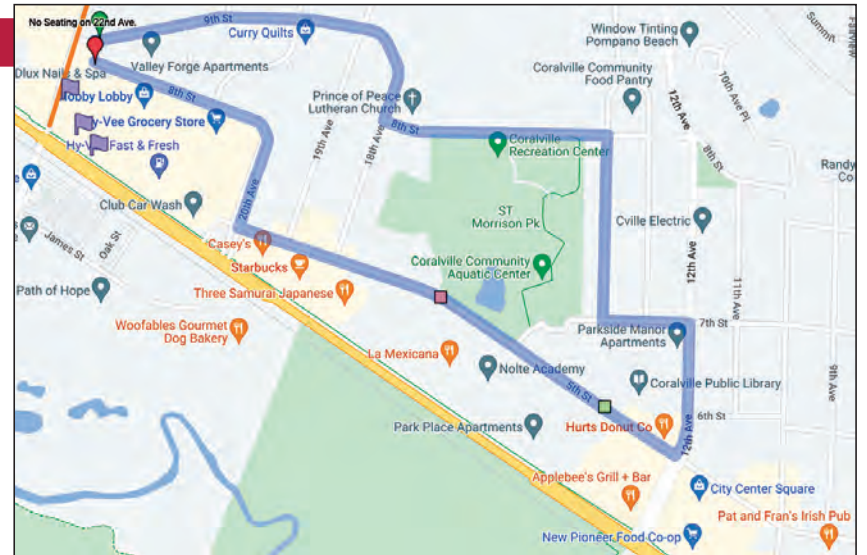 No Seating on 22nd Ave.
9th St
Curry Quilts
Window Tinting
Pompano Beach
Summit
Dlux Nails & Spa
Valley Forge Apartments
Coralville Community
Food Pantry
10th Ave Pl
Hobby Lobby
8th St
Prince of Peace
Lutheran Church
12th Ave
Hy-Vee Grocery Store
8th St
Coralville
Recreation Center
8th St
Hy-Vee Fast & Fresh
19th Ave
18th Ave
Club Car Wash
20th Ave
ST
Morrison Pk
Cville Electric
James St
Oak St
Casey's
Starbucks
Coralville Community
Aquatic Center
12th Ave
11th Ave
Path of Hope
Three Samurai Japanese
Woofables Gourmet
Dog Bakery
7th St
Parkside Manor
Apartments
La Mexicana
Nolte Academy
5th St
Coralville Public Library
9th Ave
6th St
Park Place Apartments
Hurts Donut Co
12th Ave
Applebee's Grill + Bar
City Center Square
Pat and Fran's Irish Pub
New Pioneer Food Co-op